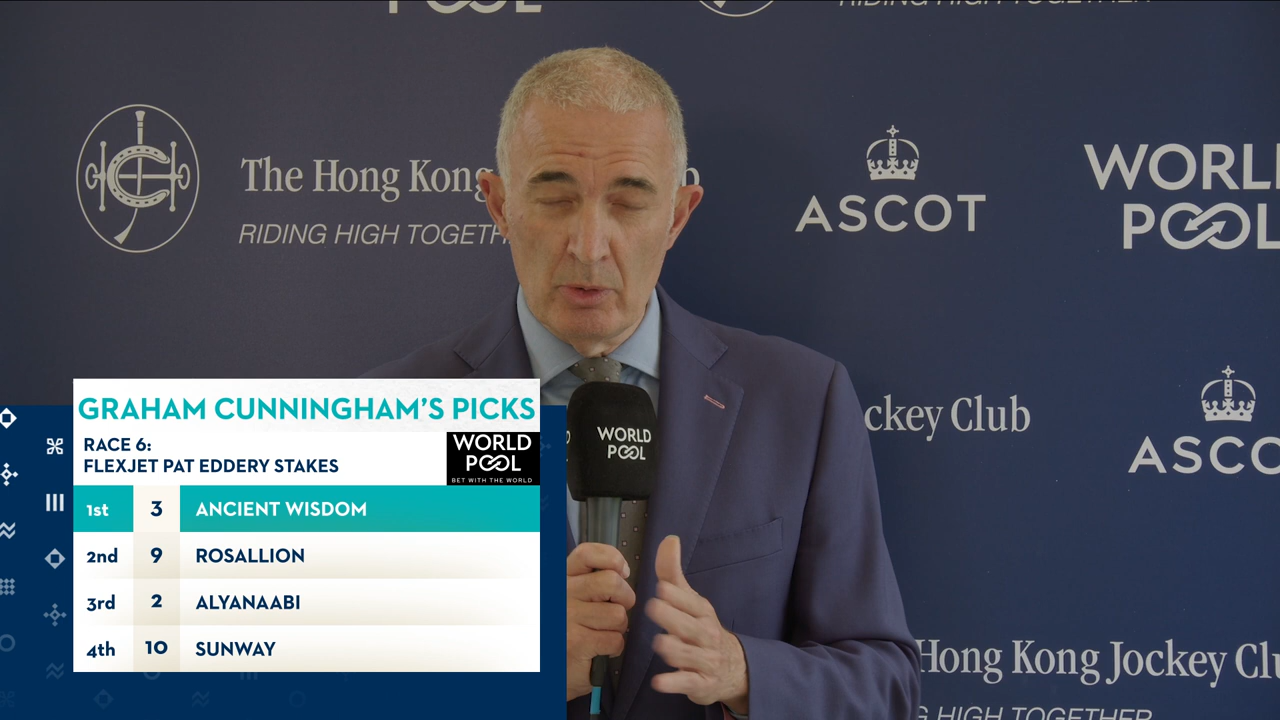 POOL
RIDING HIGH TOGETHER
The Hong Kong
RIDING HIGH TOGETH
ASCOT
WORL
POOL
GRAHAM CUNNINGHAM'S PICKS
RACE 6:
FLEXJET PAT EDDERY STAKES
WORLD
POOL
BET WITH THE WORLD
1st 3 ANCIENT WISDOM
2nd 9 ROSALLION
3rd 2 ALYANAABI
4th 10 SUNWAY
WORLD
POOL
ckey Club
ASCO
Hong Kong Jockey Clu
G HIGH TOGETHER